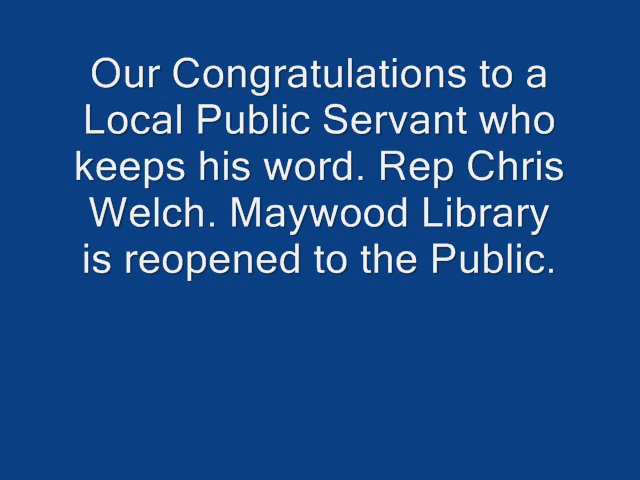 Our Congratulations to a
Local Public Servant who
keeps his word. Rep Chris
Welch. Maywood Library
is reopened to the Public.